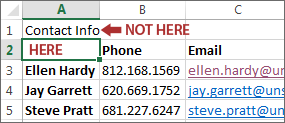 A B C
1 Contact Info NOT HERE
2 HERE Phone Email
3 Ellen Hardy 812.168.1569 ellen.hardy@un
4 Jay Garrett 620.669.1752 jay.garrett@uns
5 Steve Pratt 681.227.6247 steve.pratt@un